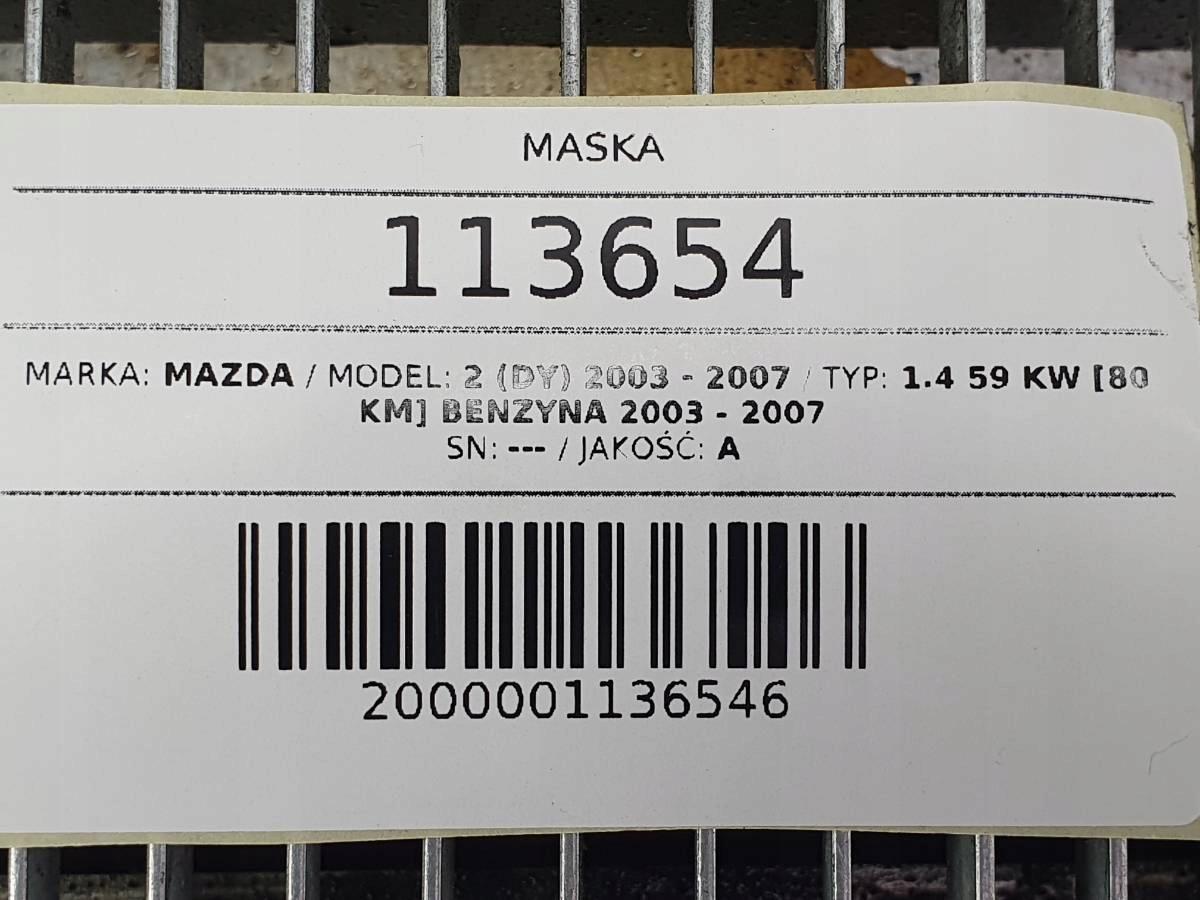 MASKA
113654
MARKA: MAZDA / MODEL: 2 (DY) 2003 - 2007 / TYP: 1.4 59 KW [80
KM] BENZYNA 2003 - 2007
SN: --- / JAKOŚĆ: A
2000001136546